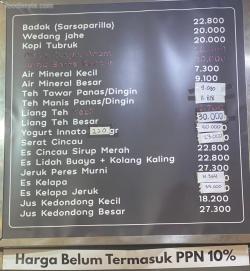 Badak (Sarsaparilla) 22.800
Wedang jahe 20.000
Kopi Tubruk 20.000
Air Mineral Kecil 7.300
Air Mineral Besar 9.100
Teh Tawar Panas/Dingin
Teh Manis Panas/Dingin
Liang Teh
Liang Teh Besar 30.000
Yogurt Innato gr
Serat Cincau
Es Cincau Sirup Merah 22.800
Es Lidah Buaya + Kolang Kaling 22.800
Jeruk Peres Murni 27.300
Es Kelapa
Es Kelapa Jeruk
Jus Kedondong Kecil 18.200
Jus Kedondong Besar 27.300
Harga Belum Termasuk PPN 10%